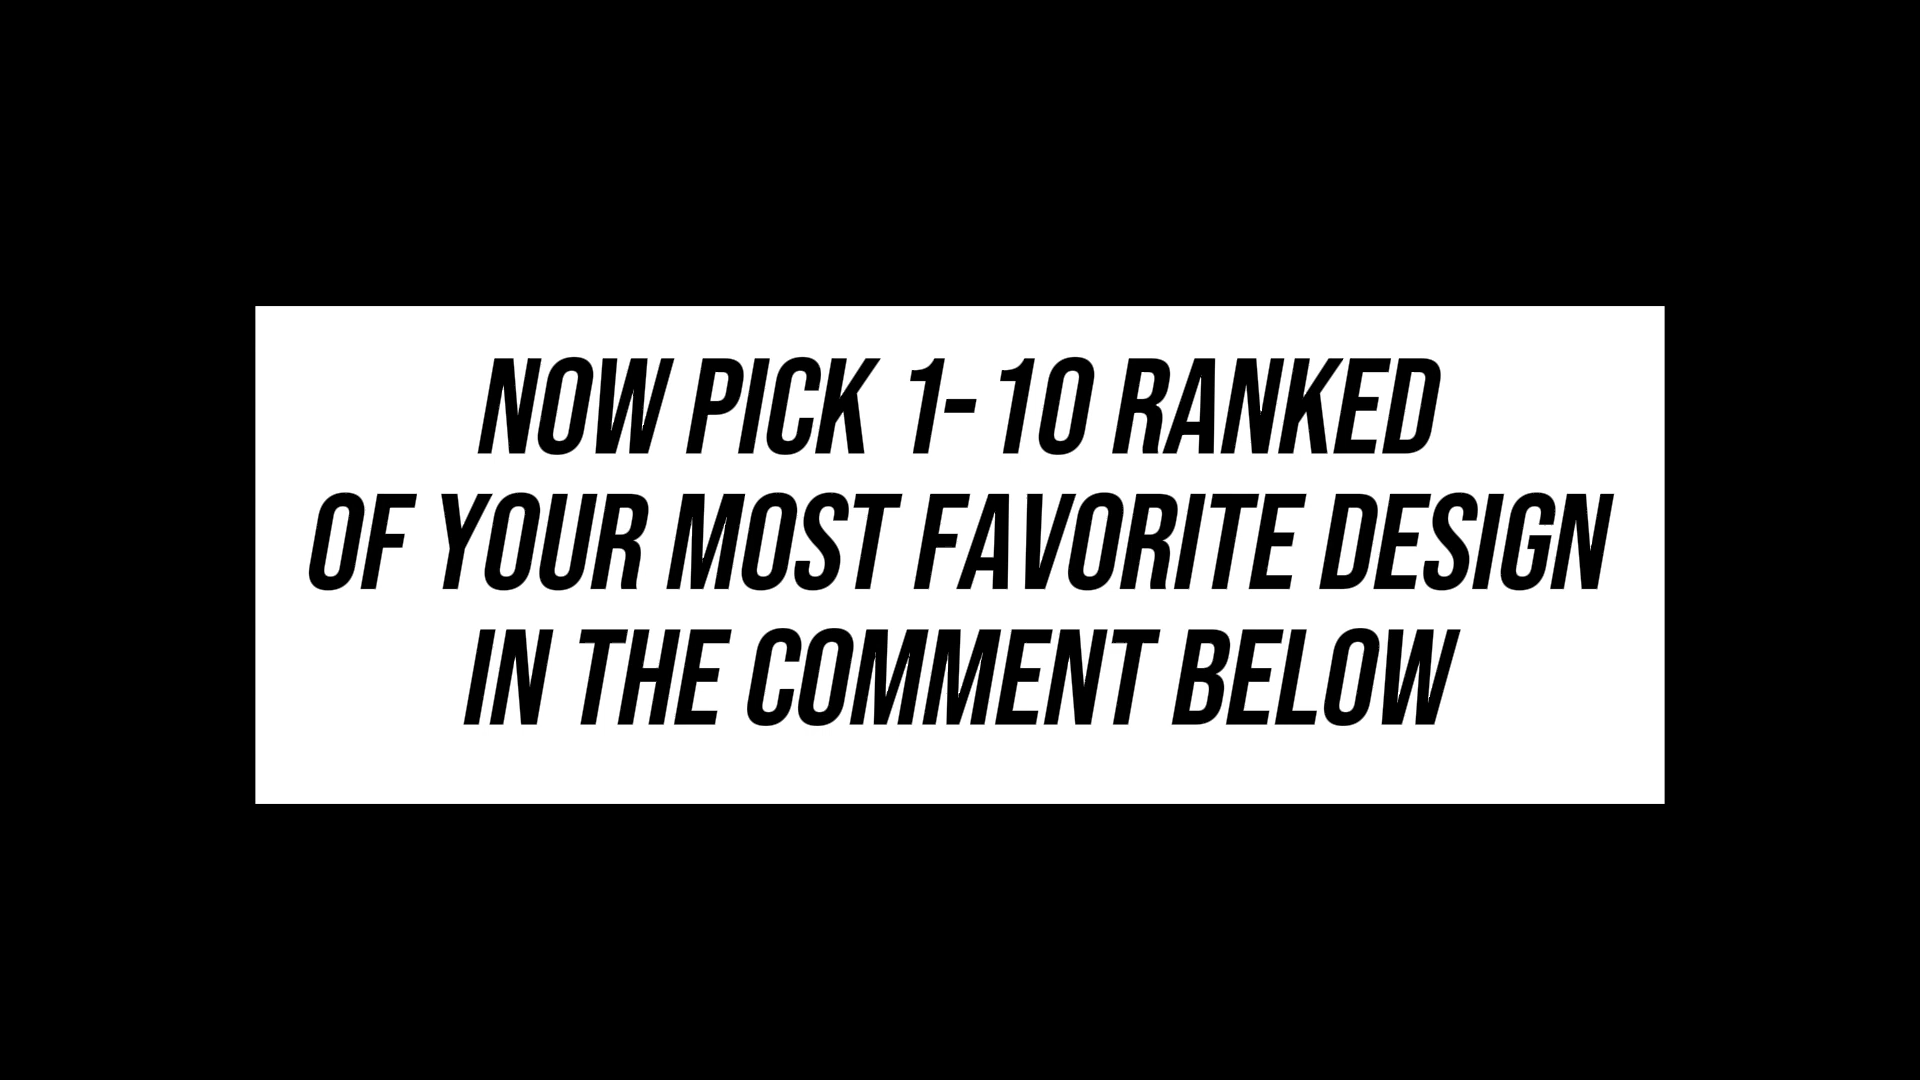 NOW PICK 1-10 RANKED
OF YOUR MOST FAVORITE DESIGN
IN THE COMMENT BELOW